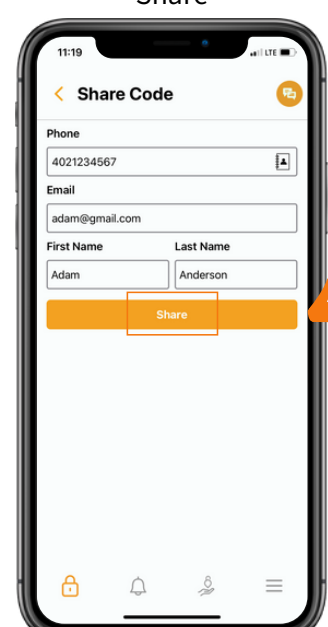 Share
11:19
LTE
Share Code
Phone
4021234567
Email
adam@gmail.com
First Name Last Name
Adam Anderson
Share